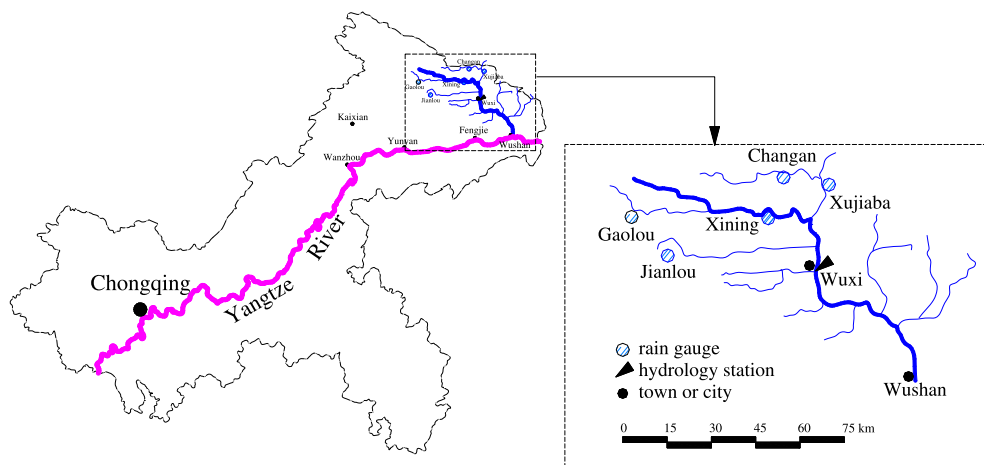 Changan
Xujiaba
Gaolou
Xining
Jianlou
Wuxi
Kaixian
Fengjie
Yunyan
Wushan
Wanzhou
Chongqing
Yangtze
River
Changan
Xujiaba
Gaolou
Xining
Jianlou
Wuxi
rain gauge
hydrology station
town or city
Wushan
0 15 30 45 60 75 km